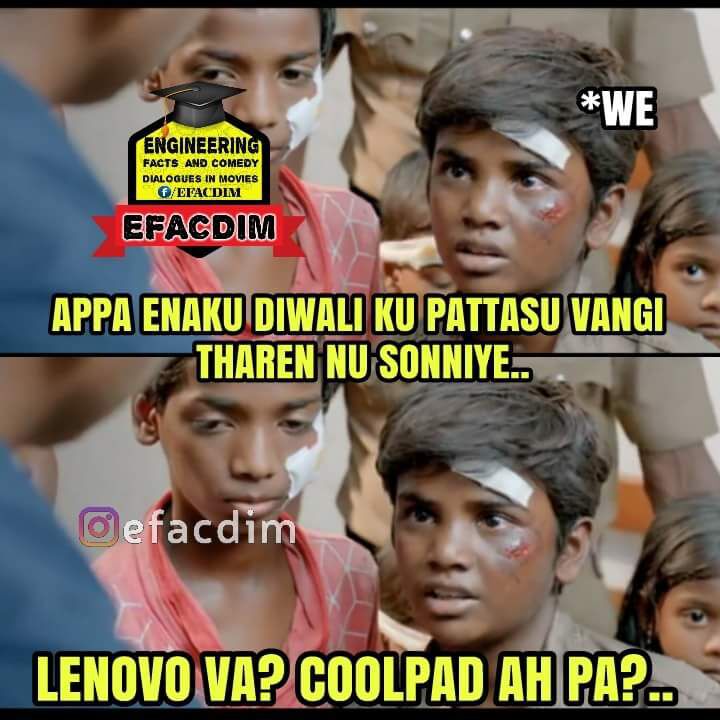 *WE
ENGINEERING
FACTS AND COMEDY
DIALOGUES IN MOVIES
f/EFACDIM
EFACDIM
APPA ENAKU DIWALI KU PATTASU VANGI
THAREN NU SONNIYE..
efacdim
LENOVO VA? COOLPAD AH PA?..